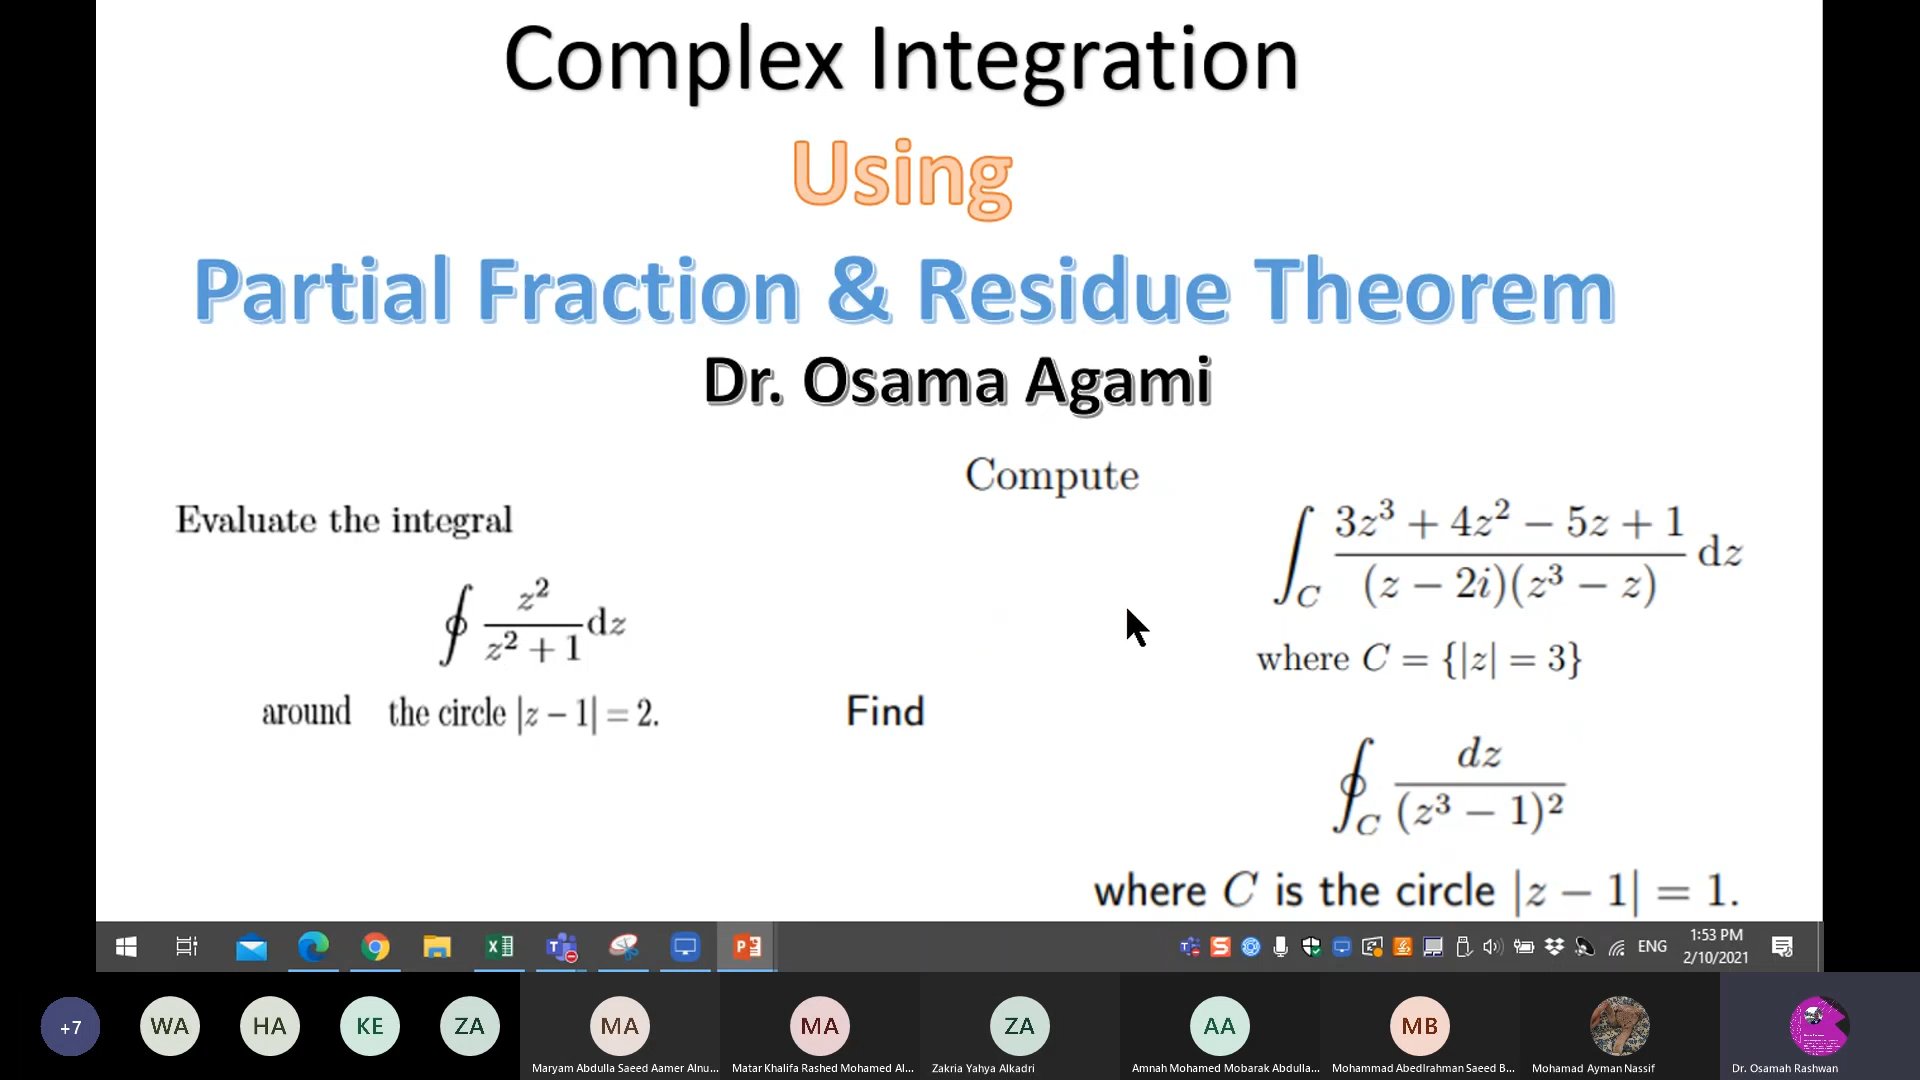 Complex Integration
Using
Partial Fraction & Residue Theorem
Dr. Osama Agami
Evaluate the integral
∮ z²/(z² + 1) dz
around the circle |z − 1| = 2.
Compute
∫_C (3z³ + 4z² − 5z + 1)/((z − 2i)(z³ − z)) dz
where C = {|z| = 3}
Find
∮_C dz/(z³ − 1)²
where C is the circle |z − 1| = 1.
ENG
1:53 PM
2/10/2021
+7
WA
HA
KE
ZA
MA
Maryam Abdulla Saeed Aamer Alnu...
MA
Matar Khalifa Rashed Mohamed Al...
ZA
Zakria Yahya Alkadri
AA
Amnah Mohamed Mobarak Abdulla...
MB
Mohammad Abedlrahman Saeed B...
Mohamad Ayman Nassif
Dr. Osamah Rashwan